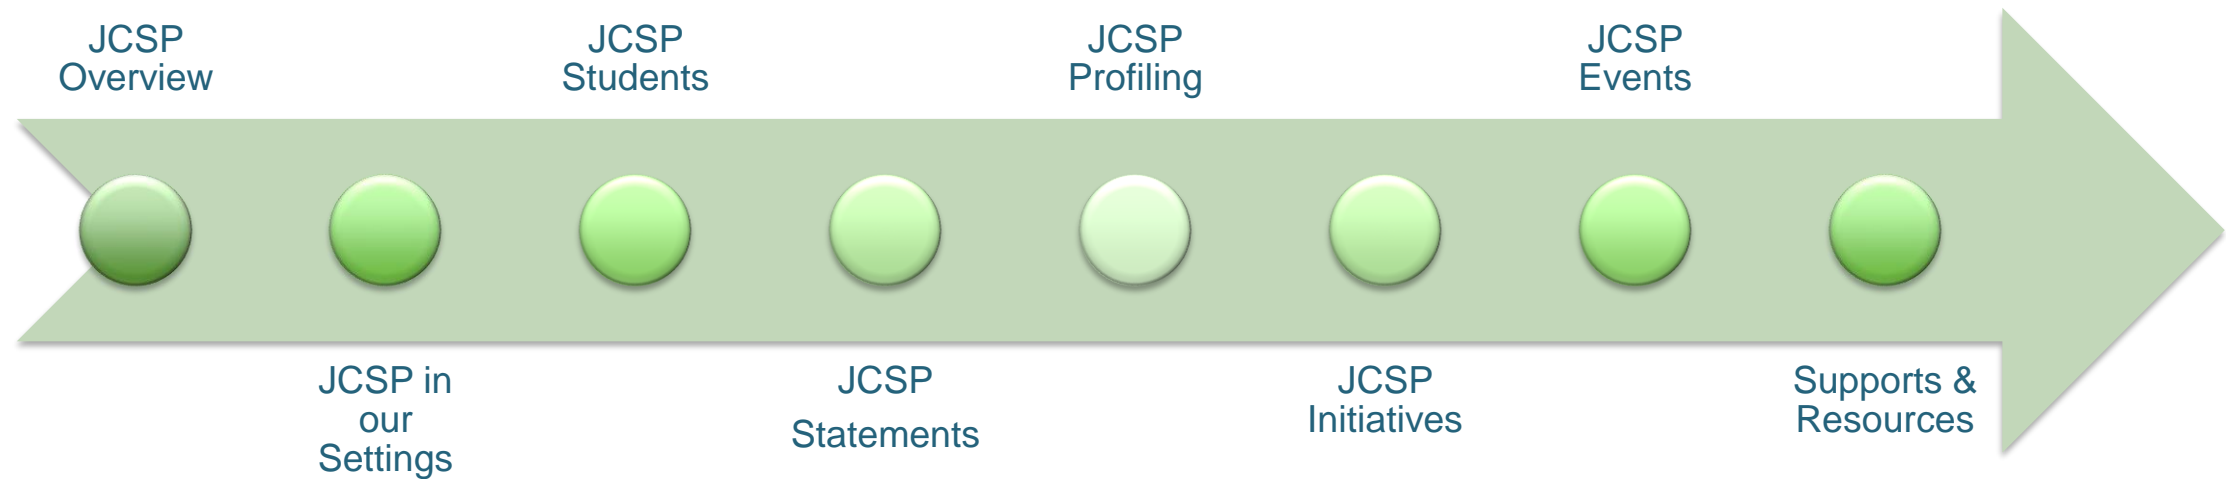 JCSP
Overview
JCSP in
our
Settings
JCSP
Students
JCSP
Statements
JCSP
Profiling
JCSP
Initiatives
JCSP
Events
Supports &
Resources